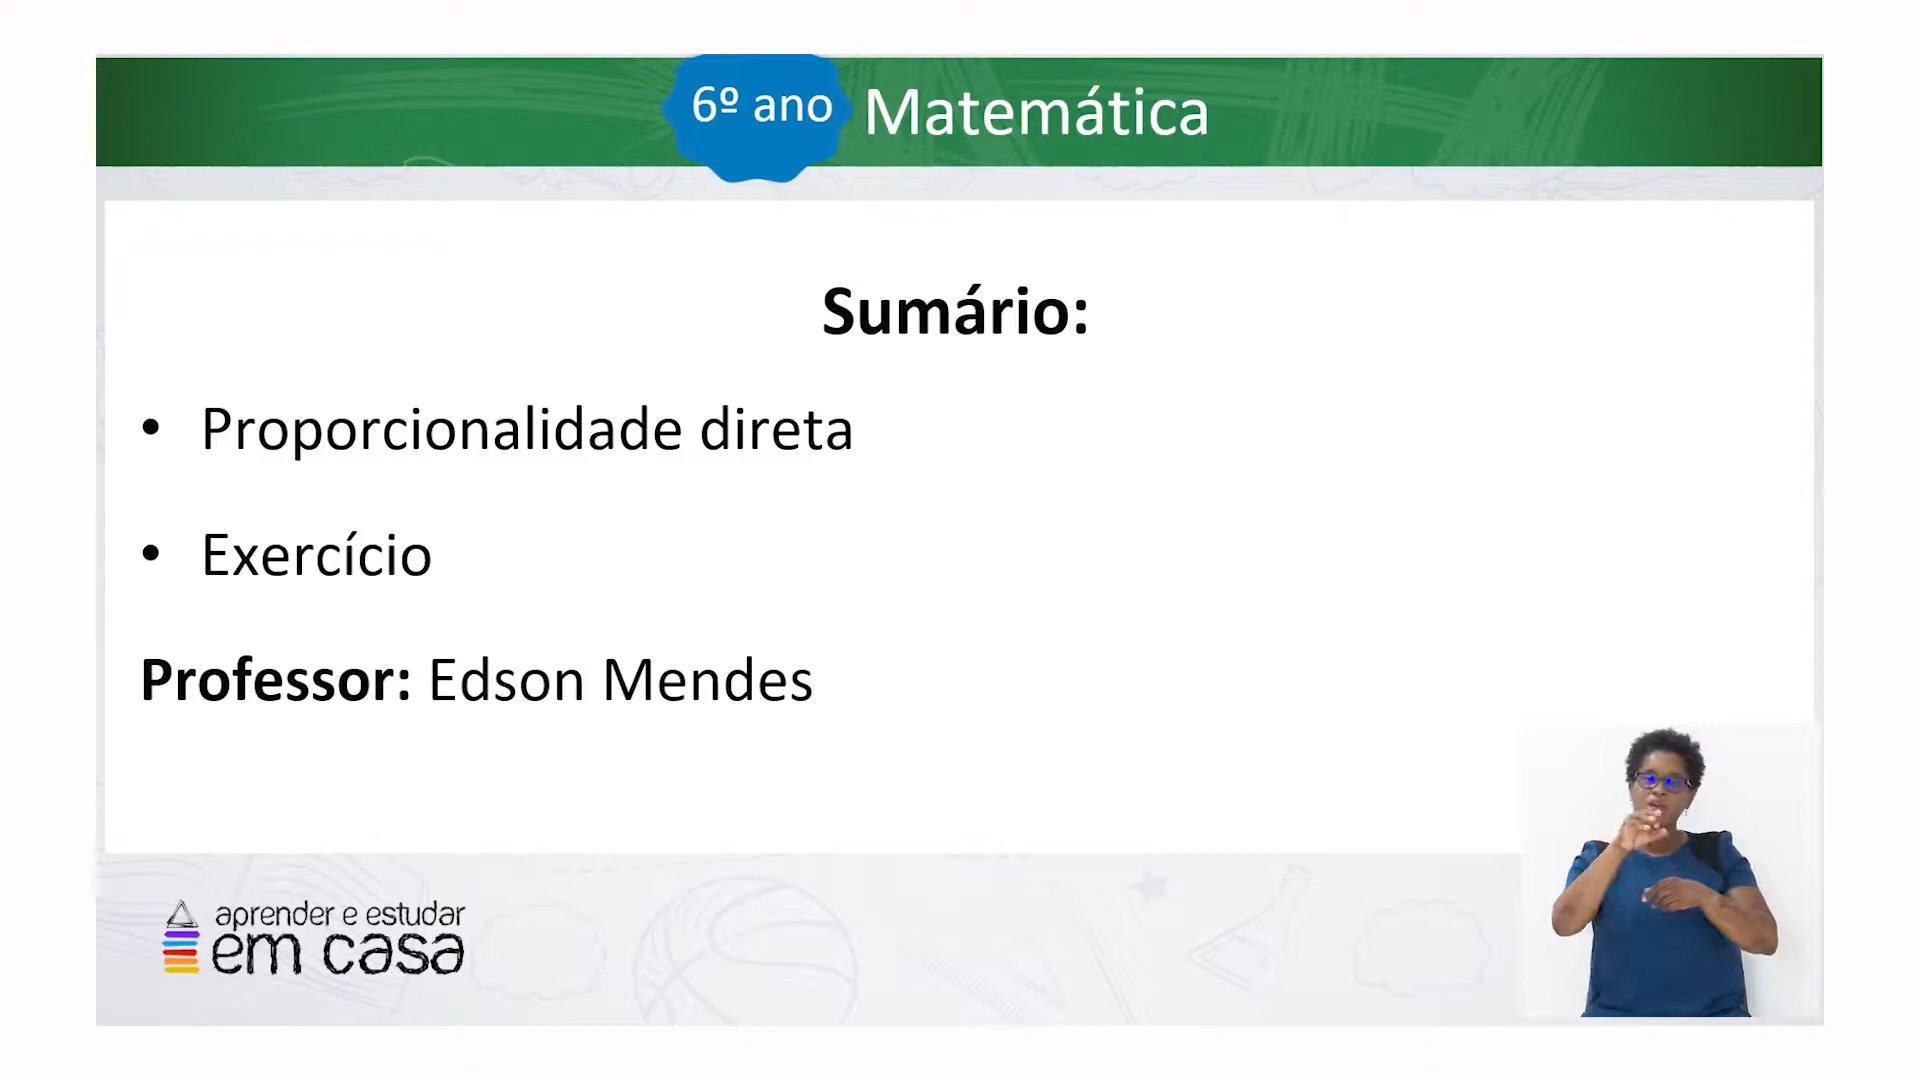 6º ano Matemática
Sumário:
• Proporcionalidade direta
• Exercício
Professor: Edson Mendes
aprender e estudar
em casa